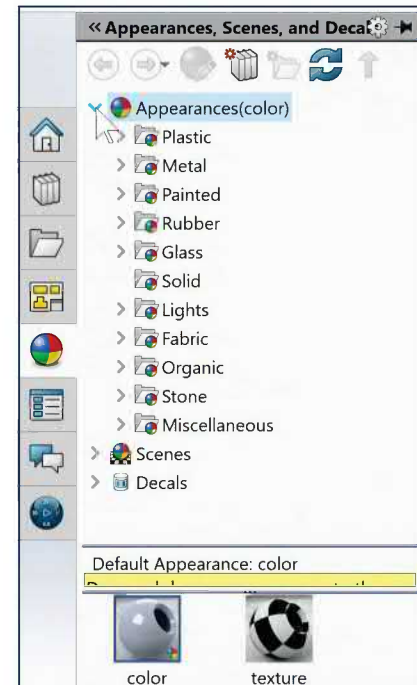 « Appearances, Scenes, and Decal
Appearances(color)
Plastic
Metal
Painted
Rubber
Glass
Solid
Lights
Fabric
Organic
Stone
Miscellaneous
Scenes
Decals
Default Appearance: color
color
texture